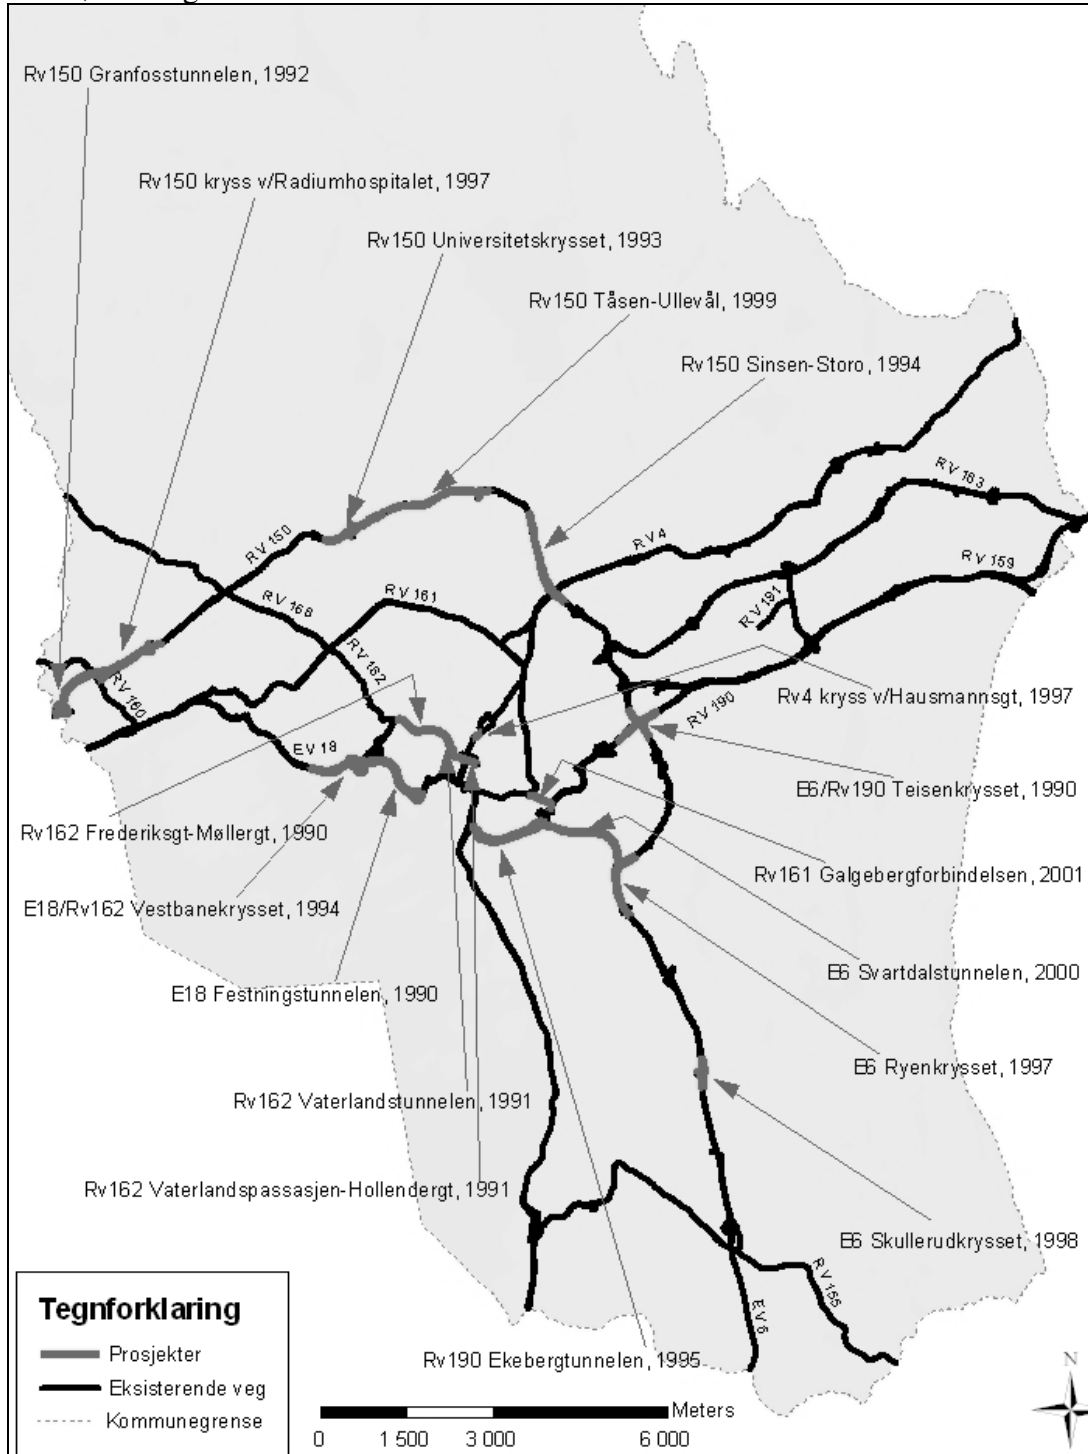 Rv150 Granfosstunnelen, 1992
Rv150 kryss v/Radiumhospitalet, 1997
Rv150 Universitetskrysset, 1993
Rv150 Tåsen-Ullevål, 1999
Rv150 Sinsen-Storo, 1994
RV 163
RV 150
RV 4
RV 159
RV 168
RV 161
RV 191
RV 162
RV 160
RV 190
Rv4 kryss v/Hausmannsgt, 1997
EV 18
E6/Rv190 Teisenkrysset, 1990
Rv162 Frederiksgt-Møllergt, 1990
Rv161 Galgebergforbindelsen, 2001
E18/Rv162 Vestbanekrysset, 1994
E6 Svartdalstunnelen, 2000
E18 Festningstunnelen, 1990
E6 Ryenkrysset, 1997
Rv162 Vaterlandstunnelen, 1991
Rv162 Vaterlandspassasjen-Hollendergt, 1991
E6 Skullerudkrysset, 1998
RV 155
EV 6
Rv190 Ekebergtunnelen, 1995
Tegnforklaring
Prosjekter
Eksisterende veg
Kommunegrense
N
Meters
0 1 500 3 000 6 000